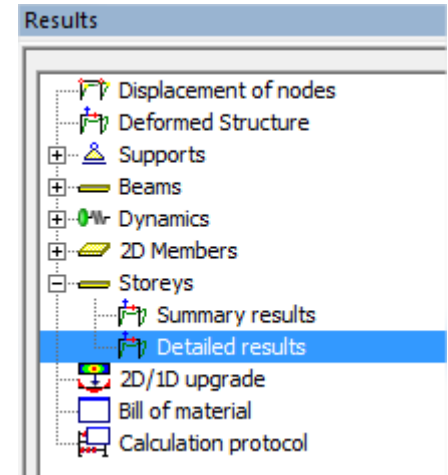 Results
Displacement of nodes
Deformed Structure
Supports
Beams
Dynamics
2D Members
Storeys
Summary results
Detailed results
2D/1D upgrade
Bill of material
Calculation protocol